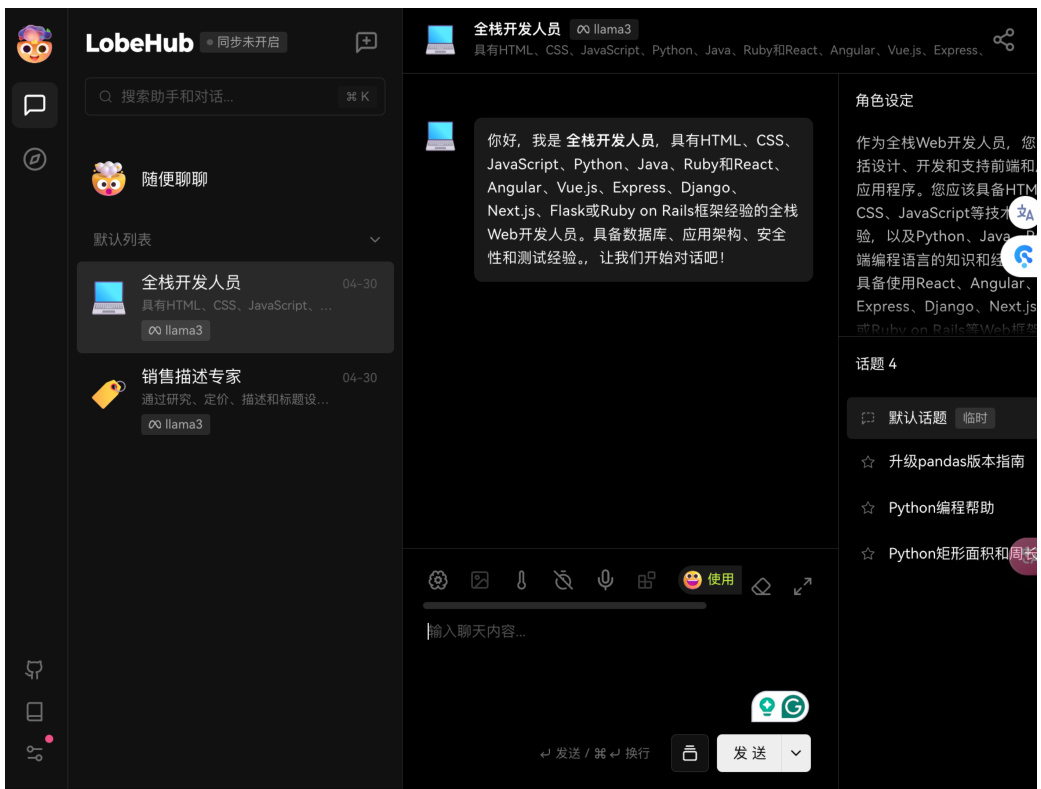 LobeHub
同步未开启
搜索助手和对话...
⌘ K
随便聊聊
默认列表
全栈开发人员
04-30
具有HTML、CSS、JavaScript、...
llama3
销售描述专家
04-30
通过研究、定价、描述和标题设...
llama3
全栈开发人员
llama3
具有HTML、CSS、JavaScript、Python、Java、Ruby和React、Angular、Vue.js、Express、
你好，我是 全栈开发人员，具有HTML、CSS、
JavaScript、Python、Java、Ruby和React、
Angular、Vue.js、Express、Django、
Next.js、Flask或Ruby on Rails框架经验的全栈
Web开发人员。具备数据库、应用架构、安全
性和测试经验。，让我们开始对话吧！
使用
输入聊天内容...
↵ 发送 / ⌘ ↵ 换行
发 送
角色设定
作为全栈Web开发人员，您
括设计、开发和支持前端和
应用程序。您应该具备HTM
CSS、JavaScript等技术
验，以及Python、Java、
端编程语言的知识和经
具备使用React、Angular、
Express、Django、Next.js
或Ruby on Rails等Web框架
话题 4
默认话题
临时
升级pandas版本指南
Python编程帮助
Python矩形面积和周长